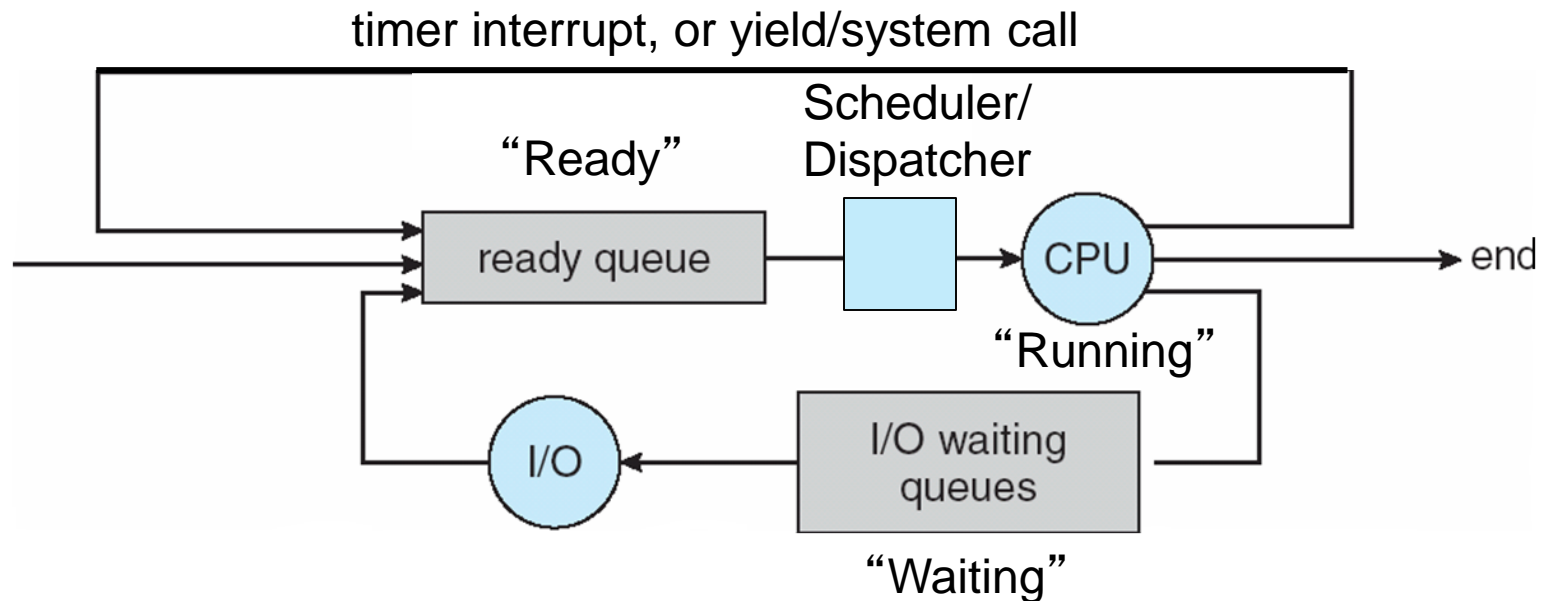 timer interrupt, or yield/system call
Scheduler/
Dispatcher
“Ready”
ready queue
CPU
end
“Running”
I/O
I/O waiting
queues
“Waiting”